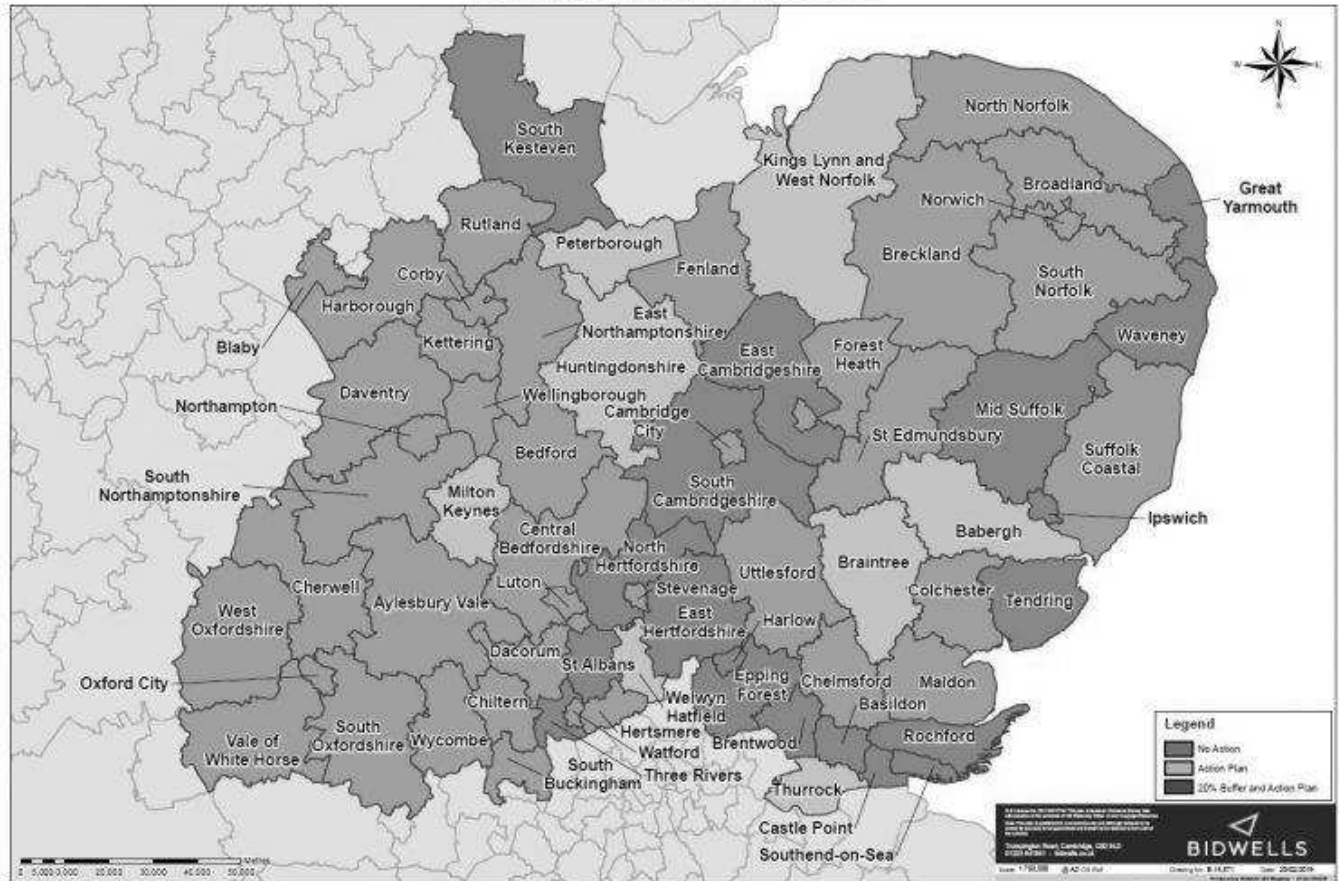 N
W
E
S
South
Kesteven
North Norfolk
Kings Lynn and
West Norfolk
Norwich
Broadland
Great
Yarmouth
Rutland
Peterborough
Fenland
Breckland
South
Norfolk
Corby
Harborough
Blaby
Kettering
East
Northamptonshire
East
Cambridgeshire
Forest
Heath
Waveney
Daventry
Huntingdonshire
Northampton
Wellingborough
Cambridge
City
Mid Suffolk
St Edmundsbury
Suffolk
Coastal
Bedford
South
Northamptonshire
Milton
Keynes
South
Cambridgeshire
Ipswich
Babergh
Central
Bedfordshire
North
Hertfordshire
Braintree
Uttlesford
Colchester
Tendring
Cherwell
Luton
Stevenage
West
Oxfordshire
Aylesbury Vale
East
Hertfordshire
Harlow
Dacorum
St Albans
Oxford City
Epping
Forest
Chelmsford
Maldon
Chiltern
Welwyn
Hatfield
Basildon
Hertsmere
Watford
Brentwood
Rochford
Vale of
White Horse
South
Oxfordshire
Wycombe
South
Buckingham
Three Rivers
Thurrock
Castle Point
Southend-on-Sea
Legend
No Action
Action Plan
20% Buffer and Action Plan
BIDWELLS